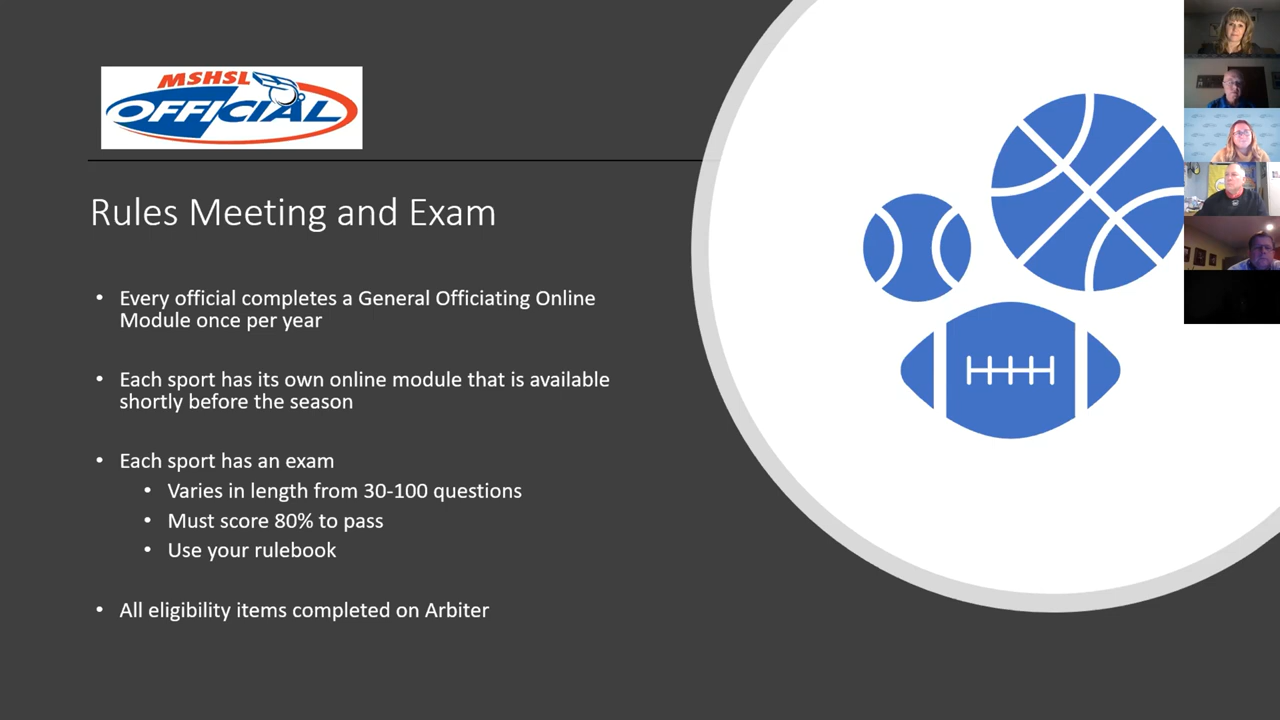 MSHSL
OFFICIAL
Rules Meeting and Exam
• Every official completes a General Officiating Online
Module once per year
• Each sport has its own online module that is available
shortly before the season
• Each sport has an exam
• Varies in length from 30-100 questions
• Must score 80% to pass
• Use your rulebook
• All eligibility items completed on Arbiter